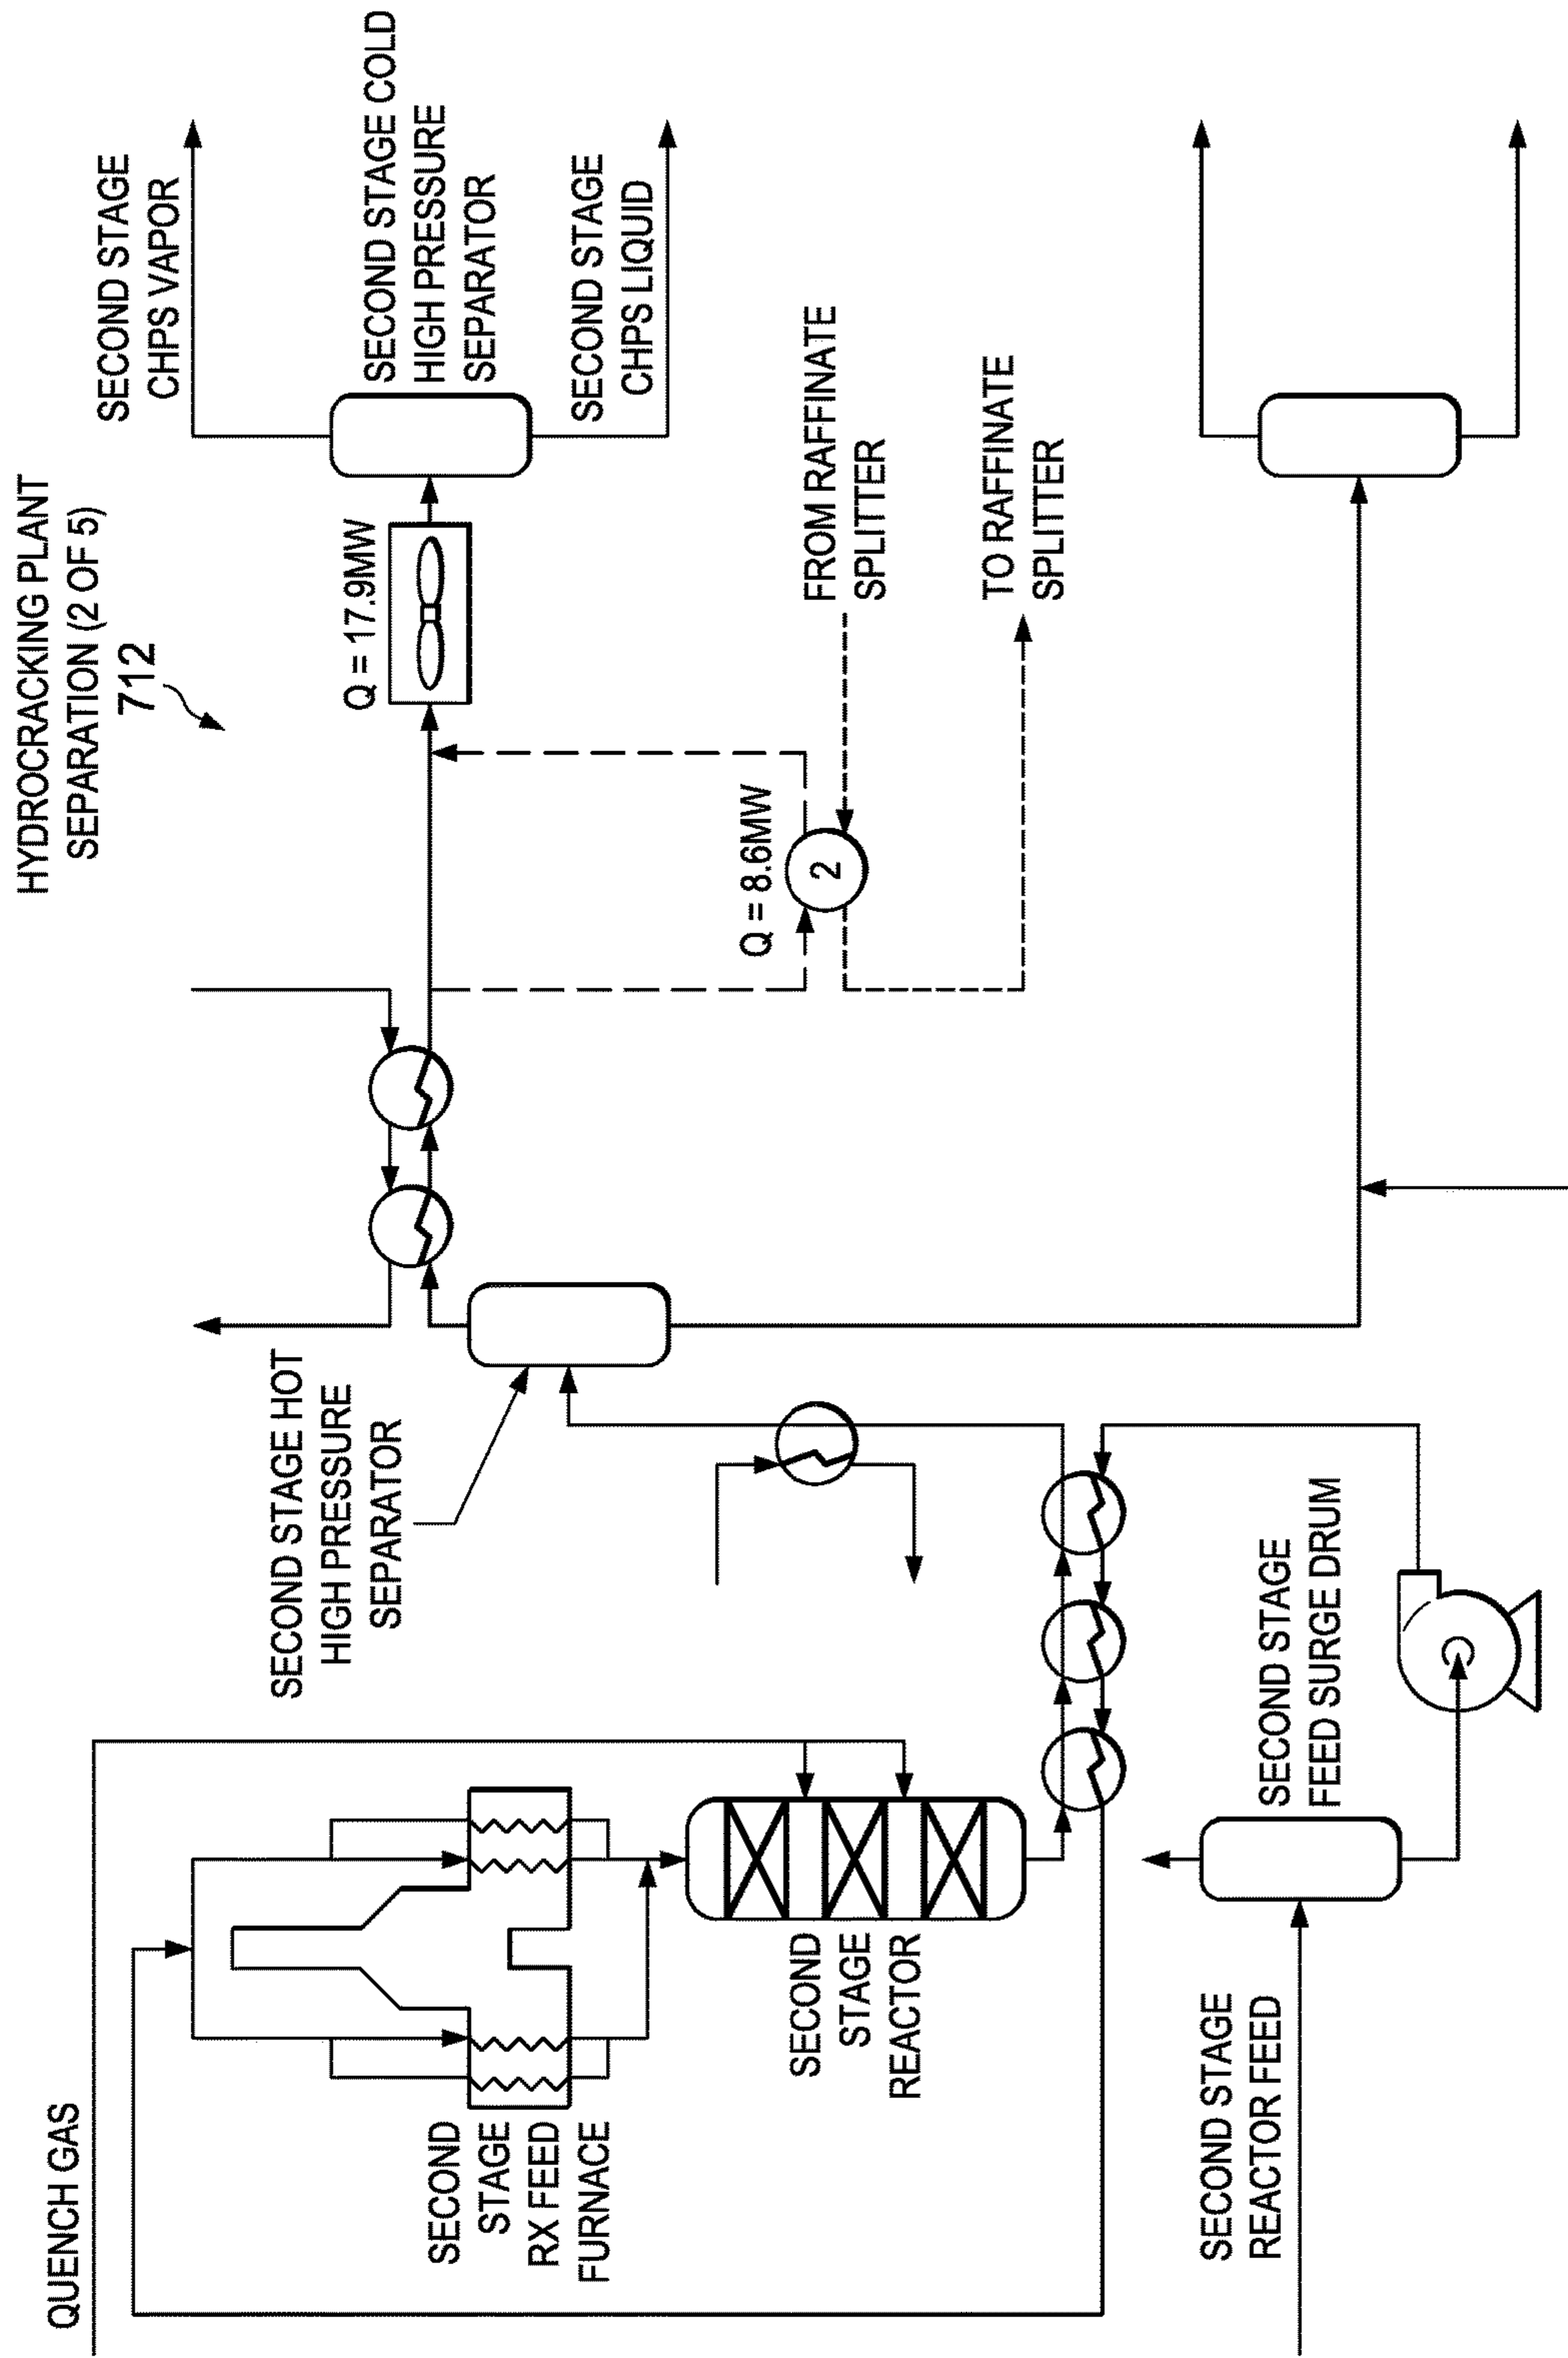 HYDROCRACKING PLANT
SEPARATION (2 OF 5)
712
QUENCH GAS
SECOND
STAGE
RX FEED
FURNACE
SECOND
STAGE
REACTOR
SECOND STAGE
REACTOR FEED
SECOND STAGE
FEED SURGE DRUM
SECOND STAGE HOT
HIGH PRESSURE
SEPARATOR
Q = 8.6MW
2
Q = 17.9MW
FROM RAFFINATE
SPLITTER
TO RAFFINATE
SPLITTER
SECOND STAGE
CHPS VAPOR
SECOND STAGE COLD
HIGH PRESSURE
SEPARATOR
SECOND STAGE
CHPS LIQUID